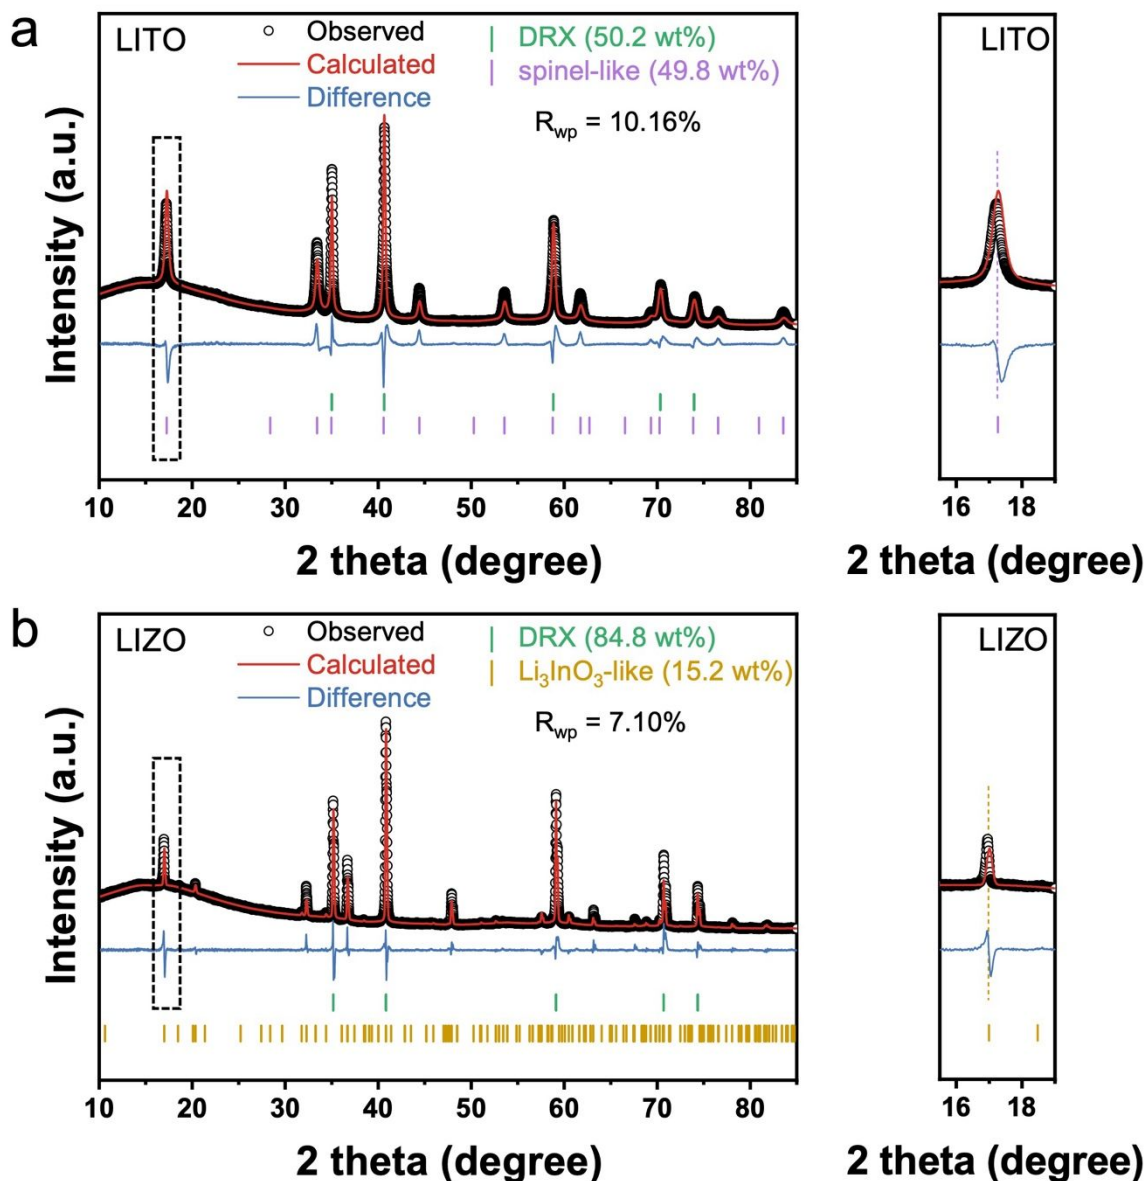 a
LITO
Observed
Calculated
Difference
DRX (50.2 wt%)
spinel-like (49.8 wt%)
Rwp = 10.16%
Intensity (a.u.)
10 20 30 40 50 60 70 80
2 theta (degree)
LITO
16 18
2 theta (degree)
b
LIZO
Observed
Calculated
Difference
DRX (84.8 wt%)
Li₃InO₃-like (15.2 wt%)
Rwp = 7.10%
Intensity (a.u.)
10 20 30 40 50 60 70 80
2 theta (degree)
LIZO
16 18
2 theta (degree)